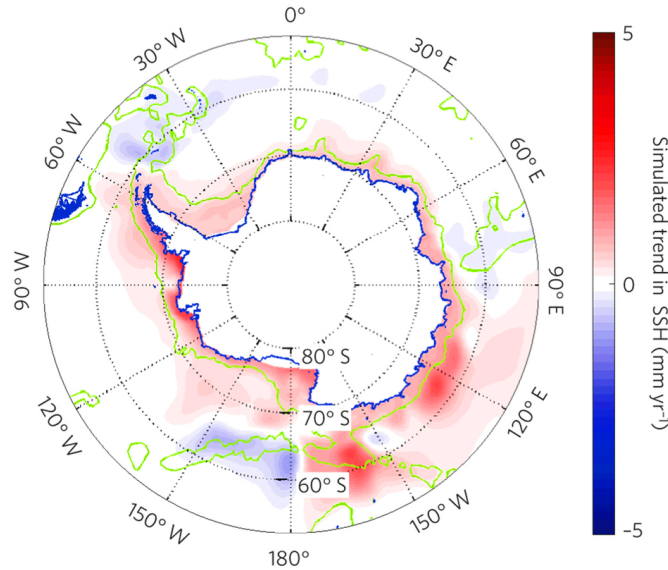 0°
30° W
30° E
60° W
60° E
90° W
90° E
80° S
70° S
60° S
120° W
120° E
150° W
150° W
180°
5
0
-5
Simulated trend in SSH (mm yr⁻¹)